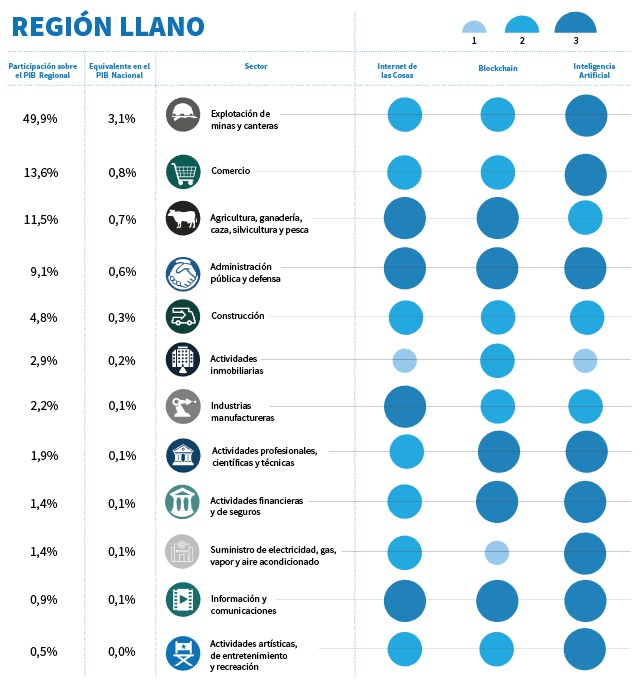 REGIÓN LLANO
1
2
3
Participación sobre
el PIB Regional
Equivalente en el
PIB Nacional
Sector
Internet de
las Cosas
Blockchain
Inteligencia
Artificial
49,9%
3,1%
Explotación de
minas y canteras
13,6%
0,8%
Comercio
11,5%
0,7%
Agricultura, ganadería,
caza, silvicultura y pesca
9,1%
0,6%
Administración
pública y defensa
4,8%
0,3%
Construcción
2,9%
0,2%
Actividades
inmobiliarias
2,2%
0,1%
Industrias
manufactureras
1,9%
0,1%
Actividades profesionales,
científicas y técnicas
1,4%
0,1%
Actividades financieras
y de seguros
1,4%
0,1%
Suministro de electricidad, gas,
vapor y aire acondicionado
0,9%
0,1%
Información y
comunicaciones
0,5%
0,0%
Actividades artísticas,
de entretenimiento
y recreación